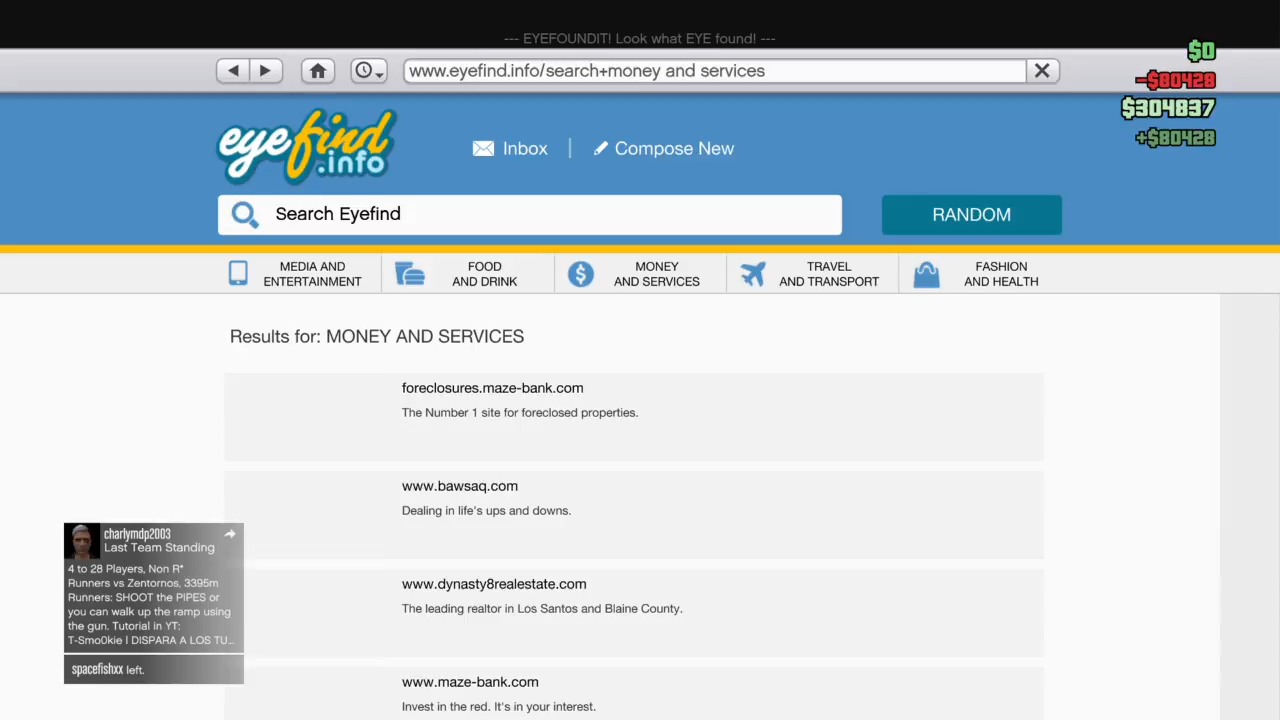 --- EYEFOUNDIT! Look what EYE found! ---
$0
www.eyefind.info/search+money and services
-$80428
$304837
+$80428
eyefind
.info
Inbox
Compose New
Search Eyefind
RANDOM
MEDIA AND
ENTERTAINMENT
FOOD
AND DRINK
MONEY
AND SERVICES
TRAVEL
AND TRANSPORT
FASHION
AND HEALTH
Results for: MONEY AND SERVICES
foreclosures.maze-bank.com
The Number 1 site for foreclosed properties.
www.bawsaq.com
Dealing in life's ups and downs.
www.dynasty8realestate.com
The leading realtor in Los Santos and Blaine County.
www.maze-bank.com
Invest in the red. It's in your interest.
charlymdp2003
Last Team Standing
4 to 28 Players, Non R*
Runners vs Zentornos, 3395m
Runners: SHOOT the PIPES or
you can walk up the ramp using
the gun. Tutorial in YT:
T-Smo0kie l DISPARA A LOS TU...
spacefishxx left.